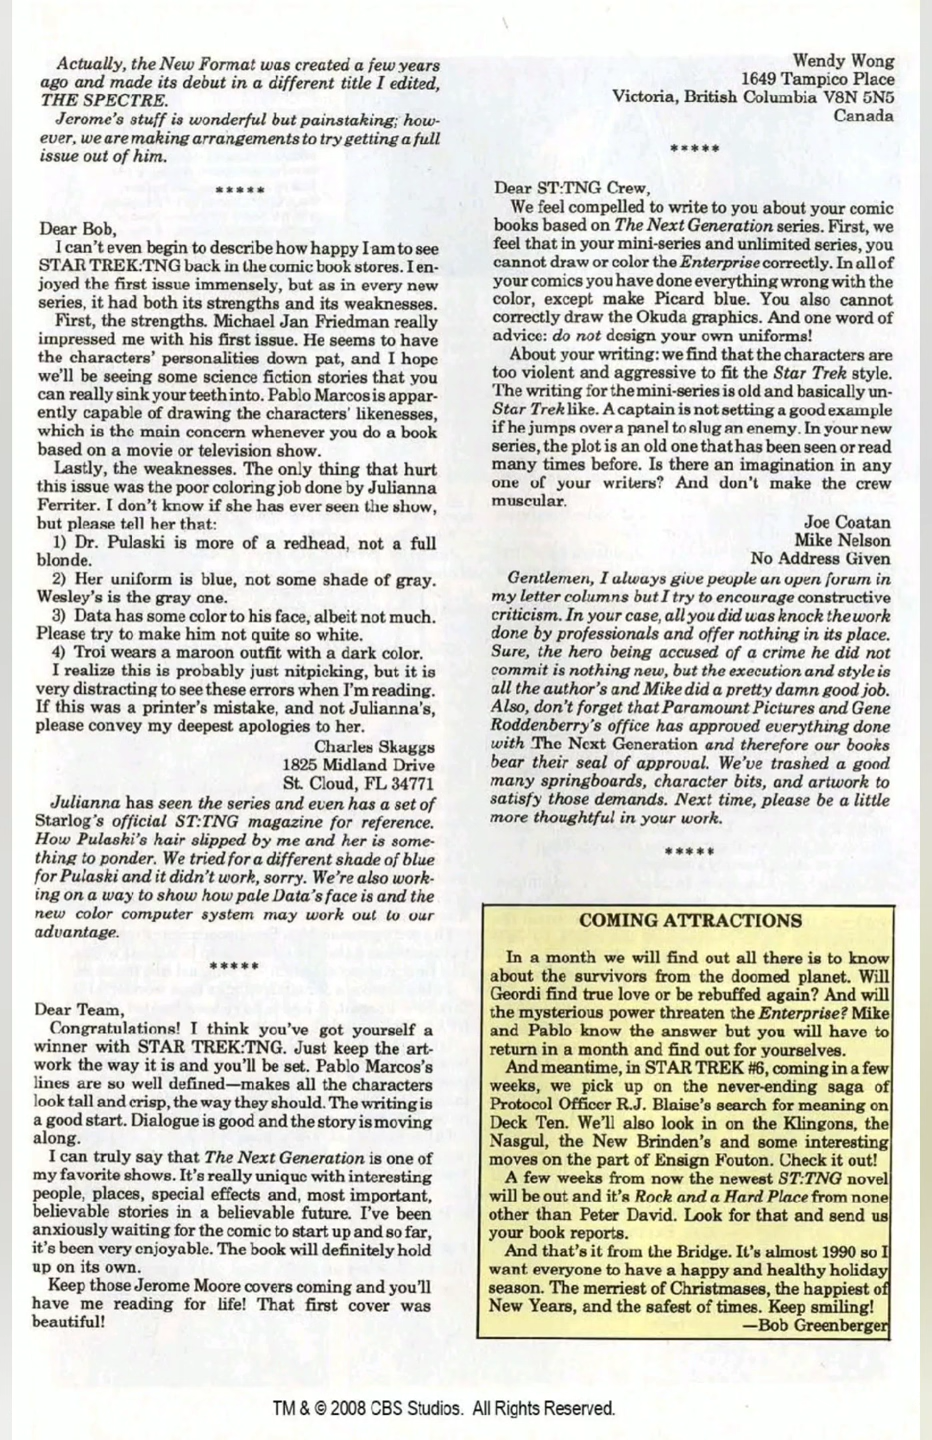 Actually, the New Format was created a few years
ago and made its debut in a different title I edited,
THE SPECTRE.
Jerome's stuff is wonderful but painstaking; how-
ever, we are making arrangements to try getting a full
issue out of him.
*****
Dear Bob,
I can't even begin to describe how happy I am to see
STAR TREK:TNG back in the comic book stores. I en-
joyed the first issue immensely, but as in every new
series, it had both its strengths and its weaknesses.
First, the strengths. Michael Jan Friedman really
impressed me with his first issue. He seems to have
the characters' personalities down pat, and I hope
we'll be seeing some science fiction stories that you
can really sink your teeth into. Pablo Marcos is appar-
ently capable of drawing the characters' likenesses,
which is the main concern whenever you do a book
based on a movie or television show.
Lastly, the weaknesses. The only thing that hurt
this issue was the poor coloring job done by Julianna
Ferriter. I don't know if she has ever seen the show,
but please tell her that:
1) Dr. Pulaski is more of a redhead, not a full
blonde.
2) Her uniform is blue, not some shade of gray.
Wesley's is the gray one.
3) Data has some color to his face, albeit not much.
Please try to make him not quite so white.
4) Troi wears a maroon outfit with a dark color.
I realize this is probably just nitpicking, but it is
very distracting to see these errors when I'm reading.
If this was a printer's mistake, and not Julianna's,
please convey my deepest apologies to her.
Charles Skaggs
1825 Midland Drive
St. Cloud, FL 34771
Julianna has seen the series and even has a set of
Starlog's official ST:TNG magazine for reference.
How Pulaski's hair slipped by me and her is some-
thing to ponder. We tried for a different shade of blue
for Pulaski and it didn't work, sorry. We're also work-
ing on a way to show how pale Data's face is and the
new color computer system may work out to our
advantage.
*****
Dear Team,
Congratulations! I think you've got yourself a
winner with STAR TREK:TNG. Just keep the art-
work the way it is and you'll be set. Pablo Marcos's
lines are so well defined—makes all the characters
look tall and crisp, the way they should. The writing is
a good start. Dialogue is good and the story is moving
along.
I can truly say that The Next Generation is one of
my favorite shows. It's really unique with interesting
people, places, special effects and, most important,
believable stories in a believable future. I've been
anxiously waiting for the comic to start up and so far,
it's been very enjoyable. The book will definitely hold
up on its own.
Keep those Jerome Moore covers coming and you'll
have me reading for life! That first cover was
beautiful!
Wendy Wong
1649 Tampico Place
Victoria, British Columbia V8N 5N5
Canada
*****
Dear ST:TNG Crew,
We feel compelled to write to you about your comic
books based on The Next Generation series. First, we
feel that in your mini-series and unlimited series, you
cannot draw or color the Enterprise correctly. In all of
your comics you have done everything wrong with the
color, except make Picard blue. You also cannot
correctly draw the Okuda graphics. And one word of
advice: do not design your own uniforms!
About your writing: we find that the characters are
too violent and aggressive to fit the Star Trek style.
The writing for the mini-series is old and basically un-
Star Trek like. A captain is not setting a good example
if he jumps over a panel to slug an enemy. In your new
series, the plot is an old one that has been seen or read
many times before. Is there an imagination in any
one of your writers? And don't make the crew
muscular.
Joe Coatan
Mike Nelson
No Address Given
Gentlemen, I always give people an open forum in
my letter columns but I try to encourage constructive
criticism. In your case, all you did was knock the work
done by professionals and offer nothing in its place.
Sure, the hero being accused of a crime he did not
commit is nothing new, but the execution and style is
all the author's and Mike did a pretty damn good job.
Also, don't forget that Paramount Pictures and Gene
Roddenberry's office has approved everything done
with The Next Generation and therefore our books
bear their seal of approval. We've trashed a good
many springboards, character bits, and artwork to
satisfy those demands. Next time, please be a little
more thoughtful in your work.
*****
COMING ATTRACTIONS
In a month we will find out all there is to know
about the survivors from the doomed planet. Will
Geordi find true love or be rebuffed again? And will
the mysterious power threaten the Enterprise? Mike
and Pablo know the answer but you will have to
return in a month and find out for yourselves.
And meantime, in STAR TREK #6, coming in a few
weeks, we pick up on the never-ending saga of
Protocol Officer R.J. Blaise's search for meaning on
Deck Ten. We'll also look in on the Klingons, the
Nasgul, the New Brinden's and some interesting
moves on the part of Ensign Fouton. Check it out!
A few weeks from now the newest ST:TNG novel
will be out and it's Rock and a Hard Place from none
other than Peter David. Look for that and send us
your book reports.
And that's it from the Bridge. It's almost 1990 so I
want everyone to have a happy and healthy holiday
season. The merriest of Christmases, the happiest of
New Years, and the safest of times. Keep smiling!
—Bob Greenberger
TM & © 2008 CBS Studios. All Rights Reserved.